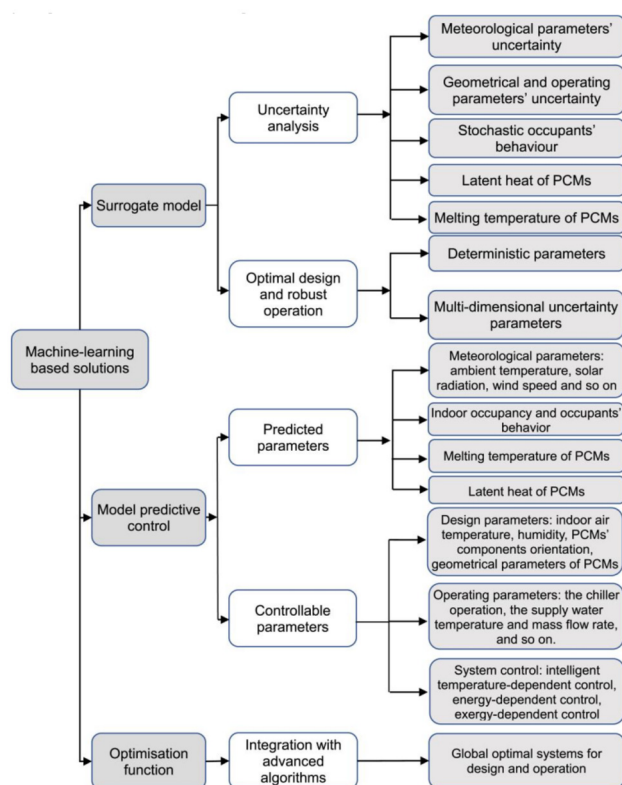 Meteorological parameters'
uncertainty
Geometrical and operating
parameters' uncertainty
Uncertainty
analysis
Stochastic occupants'
behaviour
Latent heat of PCMs
Surrogate model
Melting temperature of PCMs
Deterministic parameters
Optimal design
and robust
operation
Multi-dimensional uncertainty
parameters
Machine-learning
based solutions
Meteorological parameters:
ambient temperature, solar
radiation, wind speed and so on
Predicted
parameters
Indoor occupancy and occupants'
behavior
Melting temperature of PCMs
Latent heat of PCMs
Model predictive
control
Design parameters: indoor air
temperature, humidity, PCMs'
components orientation,
geometrical parameters of PCMs
Controllable
parameters
Operating parameters: the chiller
operation, the supply water
temperature and mass flow rate,
and so on.
System control: intelligent
temperature-dependent control,
energy-dependent control,
exergy-dependent control
Optimisation
function
Integration with
advanced
algorithms
Global optimal systems for
design and operation